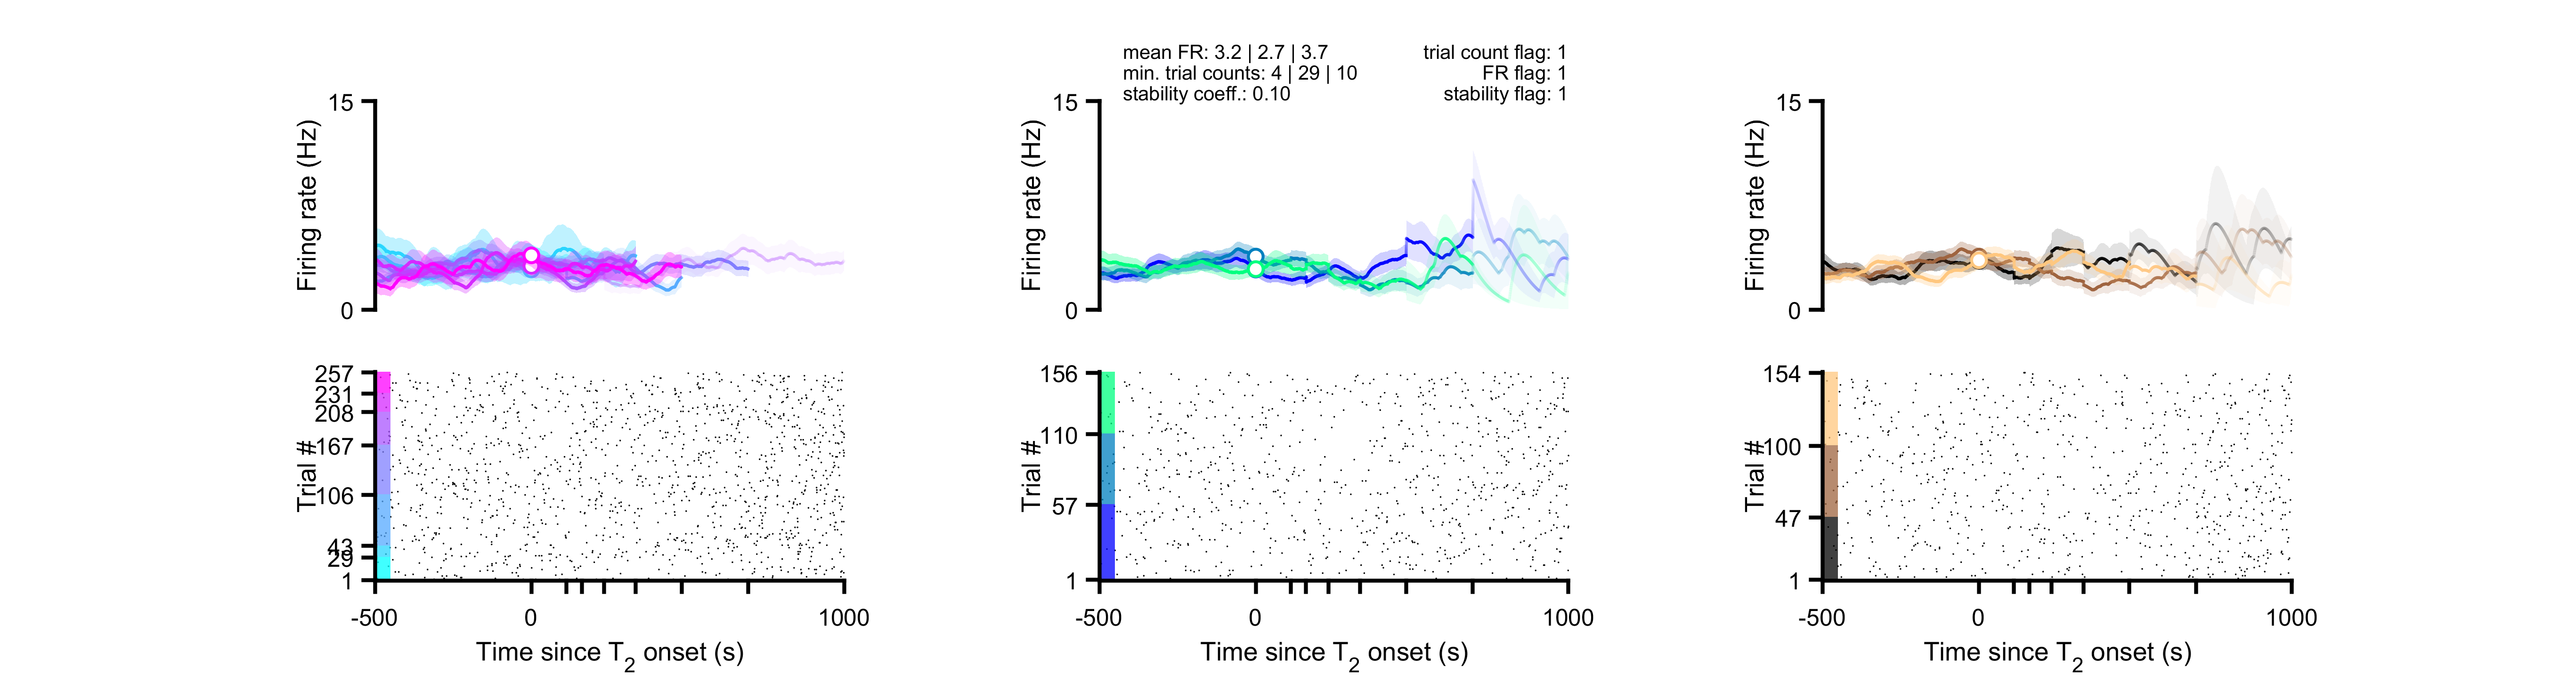 mean FR: 3.2 | 2.7 | 3.7
min. trial counts: 4 | 29 | 10
stability coeff.: 0.10
trial count flag: 1
FR flag: 1
stability flag: 1
15
0
Firing rate (Hz)
257
231
208
167
106
43
29
1
Trial #
-500
0
1000
Time since T2 onset (s)
15
0
Firing rate (Hz)
156
110
57
1
Trial #
-500
0
1000
Time since T2 onset (s)
15
0
Firing rate (Hz)
154
100
47
1
Trial #
-500
0
1000
Time since T2 onset (s)